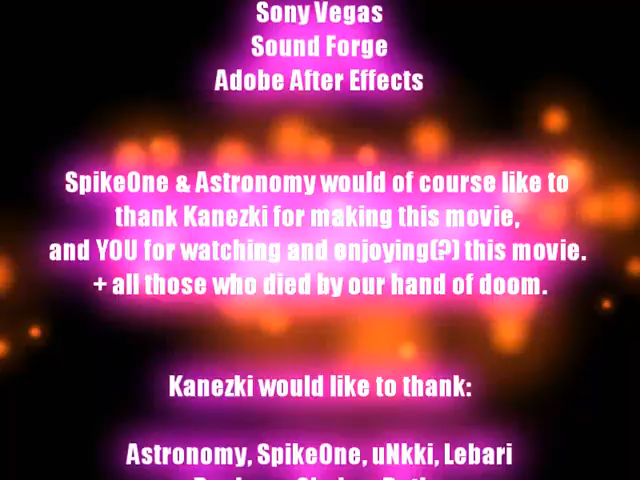 Sony Vegas
Sound Forge
Adobe After Effects
SpikeOne & Astronomy would of course like to
thank Kanezki for making this movie,
and YOU for watching and enjoying(?) this movie.
+ all those who died by our hand of doom.
Kanezki would like to thank:
Astronomy, SpikeOne, uNkki, Lebari